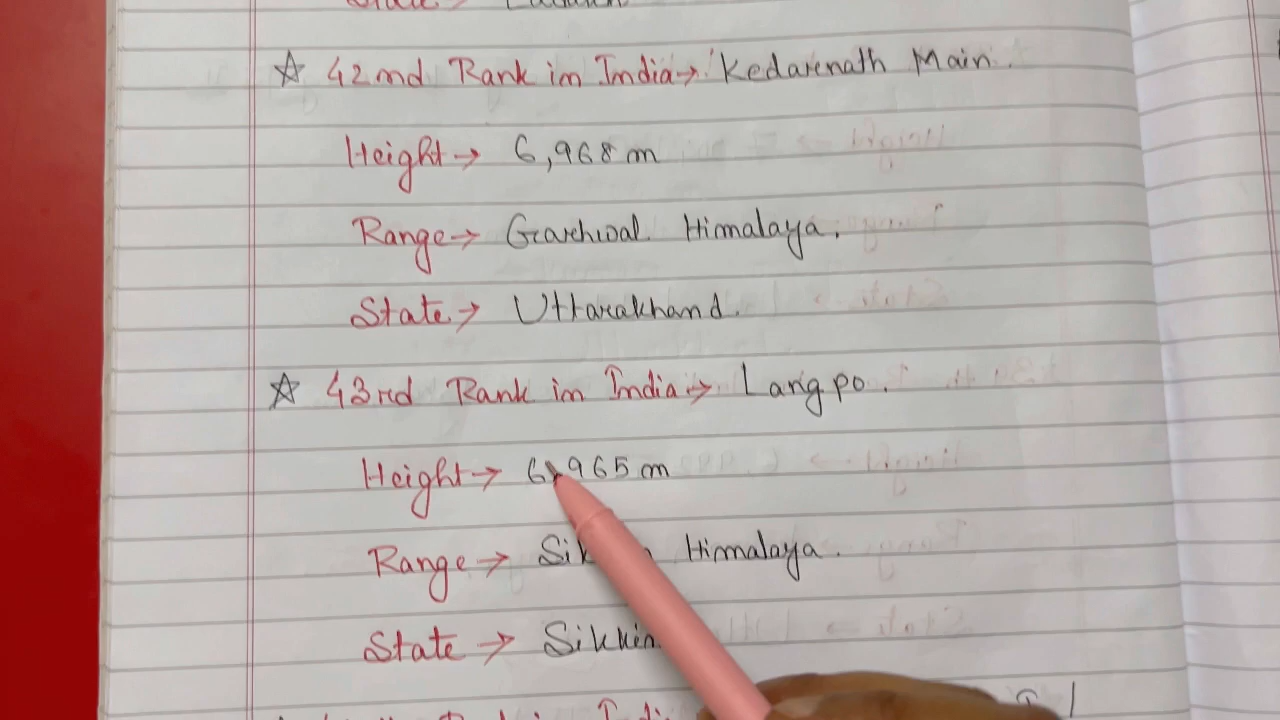 ☆ 42nd Rank in India→ Kedarnath Main.
Height→ 6,968 m
Range→ Garhwal Himalaya.
State→ Uttarakhand.
☆ 43rd Rank in India→ Langpo.
Height→ 6,965 m
Range→ Himalaya.
State→